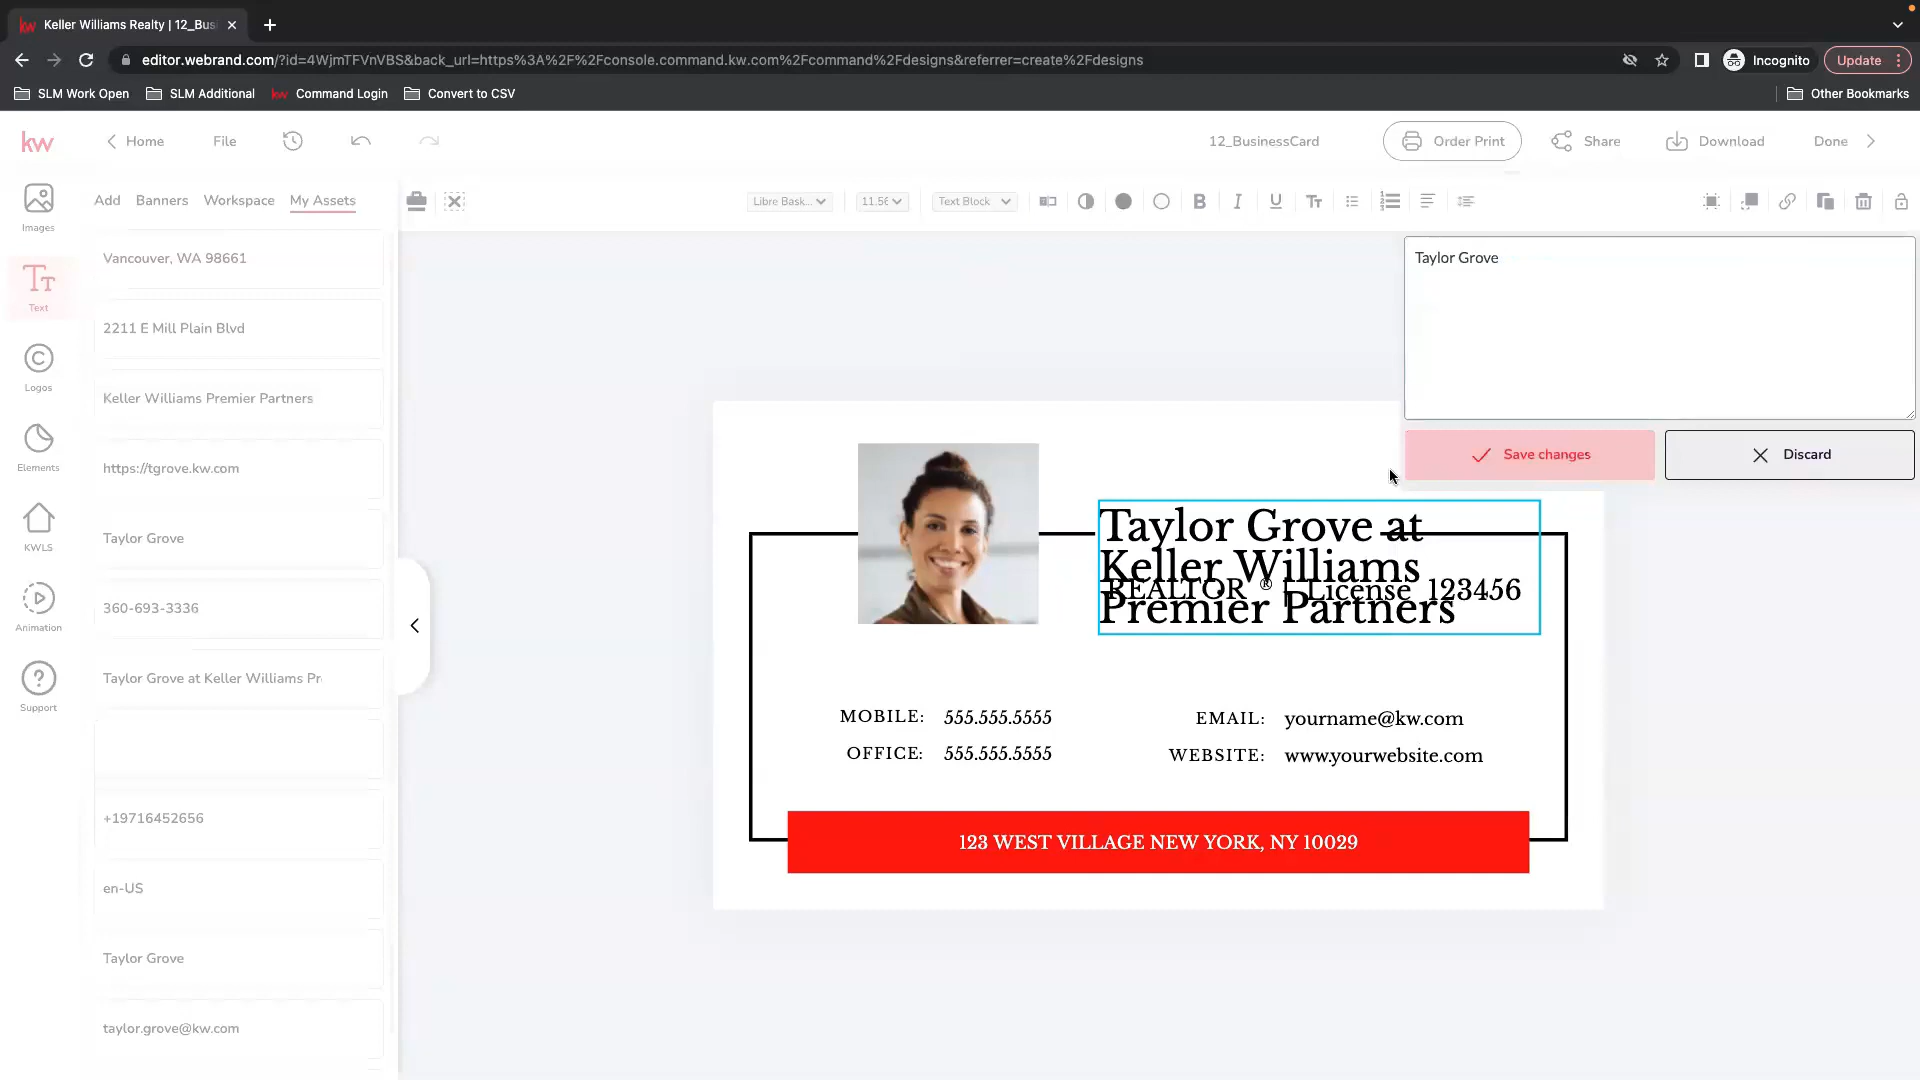 Keller Williams Realty | 12_Bus
editor.webrand.com/?id=4WjmTFVnVBS&back_url=https%3A%2F%2Fconsole.command.kw.com%2Fcommand%2Fdesigns&referrer=create%2Fdesigns
Incognito
Update
SLM Work Open
SLM Additional
kw
Command Login
Convert to CSV
Other Bookmarks
kw
Home
File
12_BusinessCard
Order Print
Share
Download
Done
Images
Text
Logos
Elements
KWLS
Animation
Support
Add
Banners
Workspace
My Assets
Libre Bask...
11.56
Text Block
B
I
U
Tт
Vancouver, WA 98661
2211 E Mill Plain Blvd
Keller Williams Premier Partners
https://tgrove.kw.com
Taylor Grove
360-693-3336
Taylor Grove at Keller Williams Pr
+19716452656
en-US
Taylor Grove
taylor.grove@kw.com
Taylor Grove
Save changes
Discard
Taylor Grove at
Keller Williams
REALTOR ® | License 123456
Premier Partners
MOBILE: 555.555.5555
OFFICE: 555.555.5555
EMAIL: yourname@kw.com
WEBSITE: www.yourwebsite.com
123 WEST VILLAGE NEW YORK, NY 10029